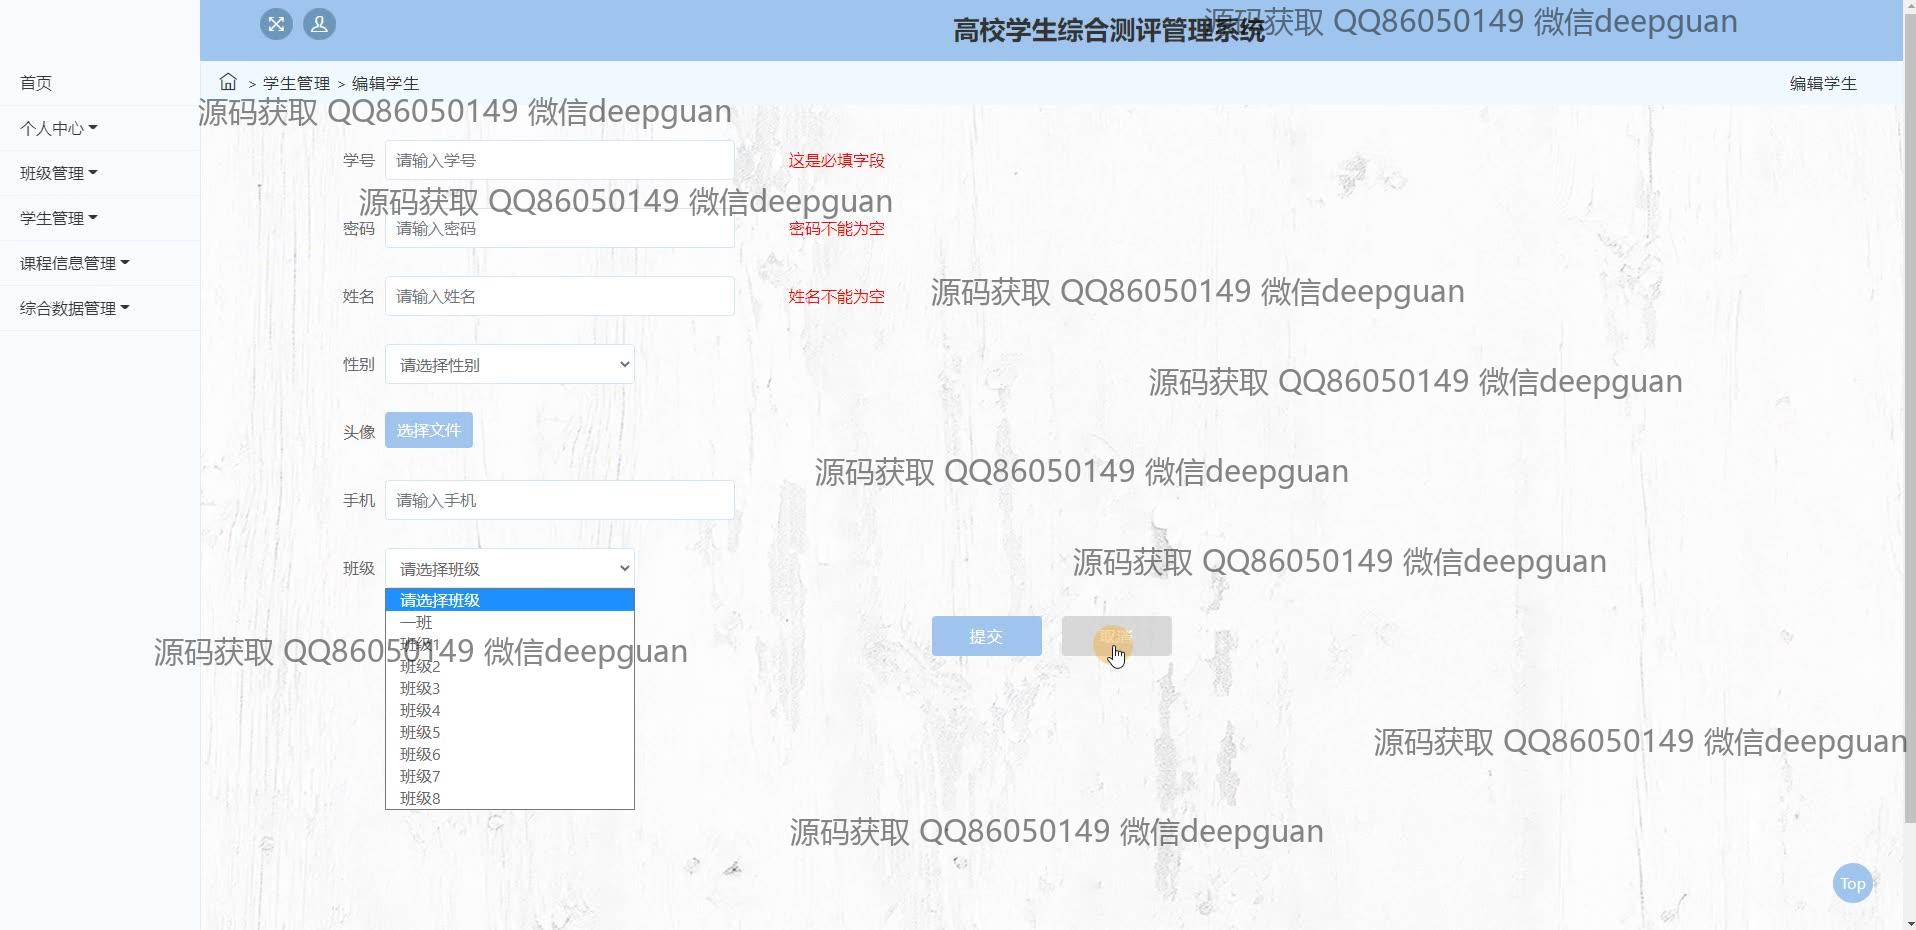 高校学生综合测评管理系统
源码获取 QQ86050149 微信deepguan
首页
> 学生管理 > 编辑学生
编辑学生
源码获取 QQ86050149 微信deepguan
个人中心
学号 请输入学号 这是必填字段
班级管理
源码获取 QQ86050149 微信deepguan
学生管理
密码 请输入密码 密码不能为空
课程信息管理
姓名 请输入姓名 姓名不能为空
源码获取 QQ86050149 微信deepguan
综合数据管理
性别 请选择性别
源码获取 QQ86050149 微信deepguan
头像 选择文件
源码获取 QQ86050149 微信deepguan
手机 请输入手机
源码获取 QQ86050149 微信deepguan
班级 请选择班级
请选择班级
一班
班级1
源码获取 QQ86050149 微信deepguan
班级2
班级3
班级4
班级5
班级6
班级7
班级8
提交
取消
源码获取 QQ86050149 微信deepguan
源码获取 QQ86050149 微信deepguan
Top